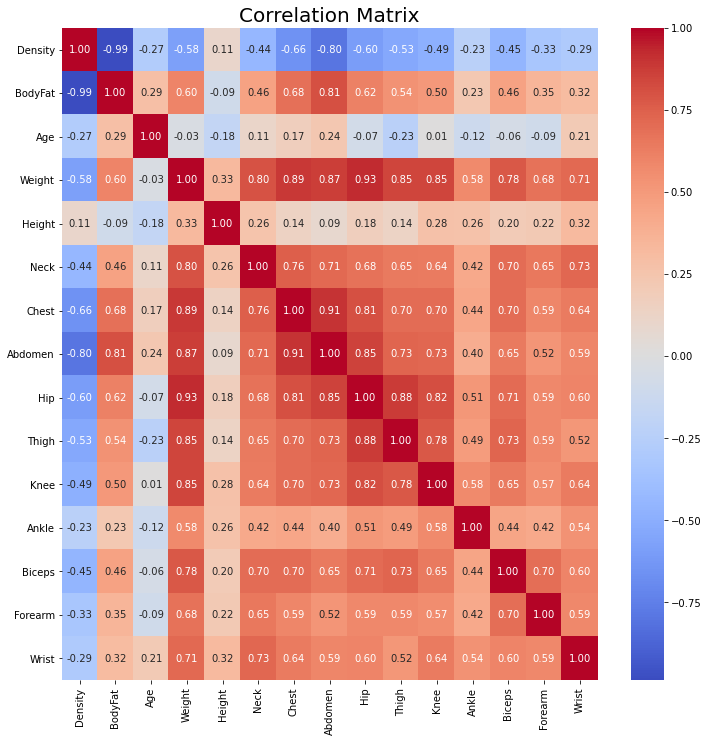 Correlation Matrix
Density 1.00 -0.99 -0.27 -0.58 0.11 -0.44 -0.66 -0.80 -0.60 -0.53 -0.49 -0.23 -0.45 -0.33 -0.29
BodyFat -0.99 1.00 0.29 0.60 -0.09 0.46 0.68 0.81 0.62 0.54 0.50 0.23 0.46 0.35 0.32
Age -0.27 0.29 1.00 -0.03 -0.18 0.11 0.17 0.24 -0.07 -0.23 0.01 -0.12 -0.06 -0.09 0.21
Weight -0.58 0.60 -0.03 1.00 0.33 0.80 0.89 0.87 0.93 0.85 0.85 0.58 0.78 0.68 0.71
Height 0.11 -0.09 -0.18 0.33 1.00 0.26 0.14 0.09 0.18 0.14 0.28 0.26 0.20 0.22 0.32
Neck -0.44 0.46 0.11 0.80 0.26 1.00 0.76 0.71 0.68 0.65 0.64 0.42 0.70 0.65 0.73
Chest -0.66 0.68 0.17 0.89 0.14 0.76 1.00 0.91 0.81 0.70 0.70 0.44 0.70 0.59 0.64
Abdomen -0.80 0.81 0.24 0.87 0.09 0.71 0.91 1.00 0.85 0.73 0.73 0.40 0.65 0.52 0.59
Hip -0.60 0.62 -0.07 0.93 0.18 0.68 0.81 0.85 1.00 0.88 0.82 0.51 0.71 0.59 0.60
Thigh -0.53 0.54 -0.23 0.85 0.14 0.65 0.70 0.73 0.88 1.00 0.78 0.49 0.73 0.59 0.52
Knee -0.49 0.50 0.01 0.85 0.28 0.64 0.70 0.73 0.82 0.78 1.00 0.58 0.65 0.57 0.64
Ankle -0.23 0.23 -0.12 0.58 0.26 0.42 0.44 0.40 0.51 0.49 0.58 1.00 0.44 0.42 0.54
Biceps -0.45 0.46 -0.06 0.78 0.20 0.70 0.70 0.65 0.71 0.73 0.65 0.44 1.00 0.70 0.60
Forearm -0.33 0.35 -0.09 0.68 0.22 0.65 0.59 0.52 0.59 0.59 0.57 0.42 0.70 1.00 0.59
Wrist -0.29 0.32 0.21 0.71 0.32 0.73 0.64 0.59 0.60 0.52 0.64 0.54 0.60 0.59 1.00
Density BodyFat Age Weight Height Neck Chest Abdomen Hip Thigh Knee Ankle Biceps Forearm Wrist
1.00
0.75
0.50
0.25
0.00
-0.25
-0.50
-0.75